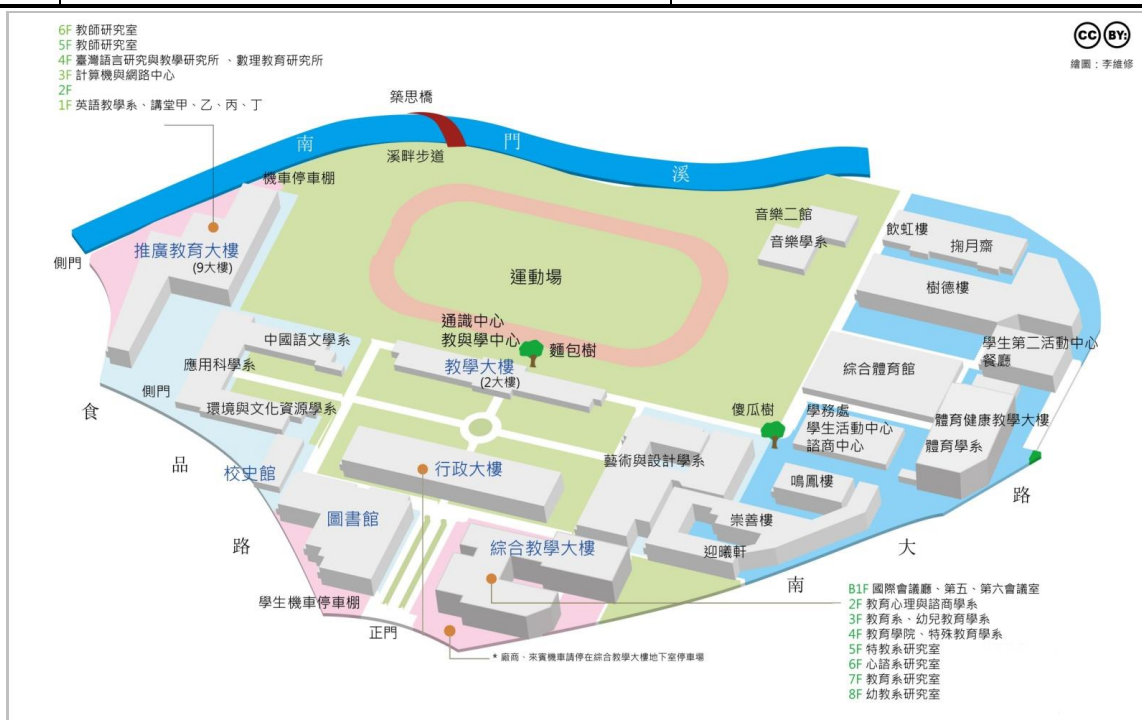 6F 教師研究室
5F 教師研究室
4F 臺灣語言研究與教學研究所 、數理教育研究所
3F 計算機與網路中心
2F
1F 英語教學系、講堂甲、乙、丙、丁
CC BY:
繪圖：李維修
築思橋
南門溪
溪畔步道
機車停車棚
音樂二館
音樂學系
飲虹樓
掬月齋
推廣教育大樓
(9大樓)
側門
運動場
樹德樓
通識中心
教與學中心
麵包樹
教學大樓
(2大樓)
中國語文學系
應用科學系
側門
環境與文化資源學系
學生第二活動中心
餐廳
綜合體育館
傻瓜樹
學務處
學生活動中心
諮商中心
體育健康教學大樓
體育學系
食品路
校史館
行政大樓
藝術與設計學系
鳴鳳樓
圖書館
綜合教學大樓
崇善樓
迎曦軒
南大路
學生機車停車棚
正門
* 廠商、來賓機車請停在綜合教學大樓地下室停車場
B1F 國際會議廳、第五、第六會議室
2F 教育心理與諮商學系
3F 教育系、幼兒教育學系
4F 教育學院、特殊教育學系
5F 特教系研究室
6F 心諮系研究室
7F 教育系研究室
8F 幼教系研究室